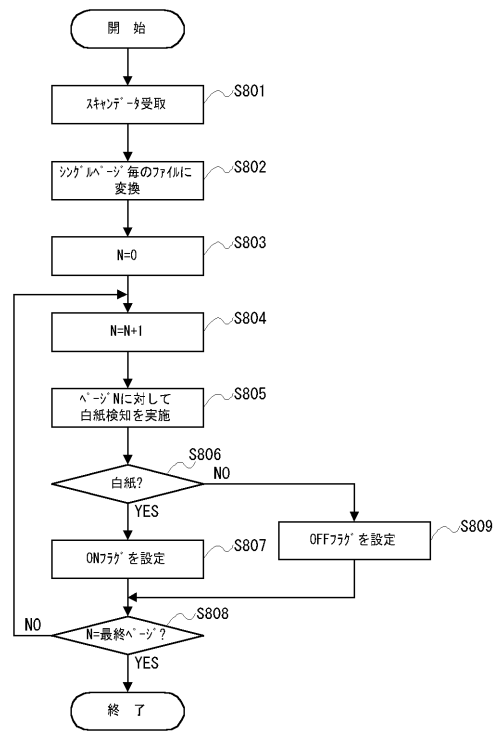 開 始
ｽｷｬﾝﾃﾞｰﾀ受取
S801
ｼﾝｸﾞﾙﾍﾟｰｼﾞ毎のﾌｧｲﾙに
変換
S802
N=0
S803
N=N+1
S804
ﾍﾟｰｼﾞNに対して
白紙検知を実施
S805
白紙?
S806
NO
YES
ONﾌﾗｸﾞを設定
S807
OFFﾌﾗｸﾞを設定
S809
N=最終ﾍﾟｰｼﾞ?
S808
NO
YES
終 了